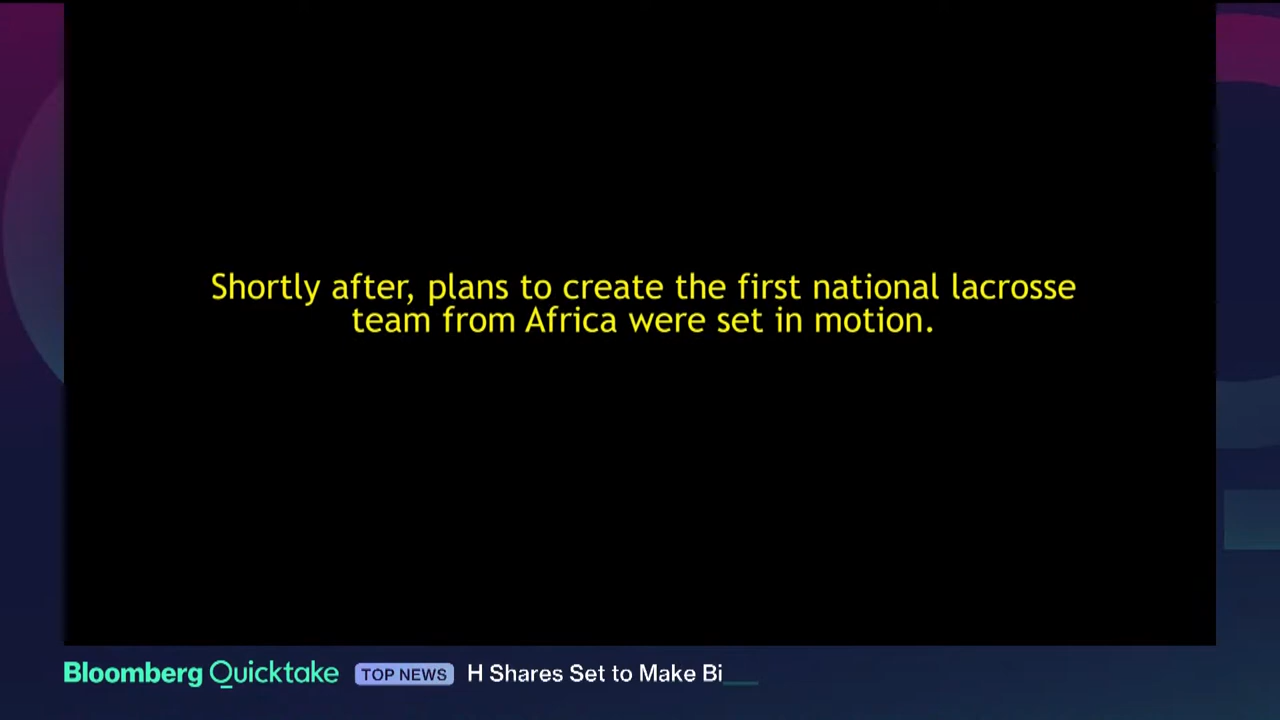 Shortly after, plans to create the first national lacrosse
team from Africa were set in motion.
Bloomberg Quicktake TOP NEWS H Shares Set to Make Bi